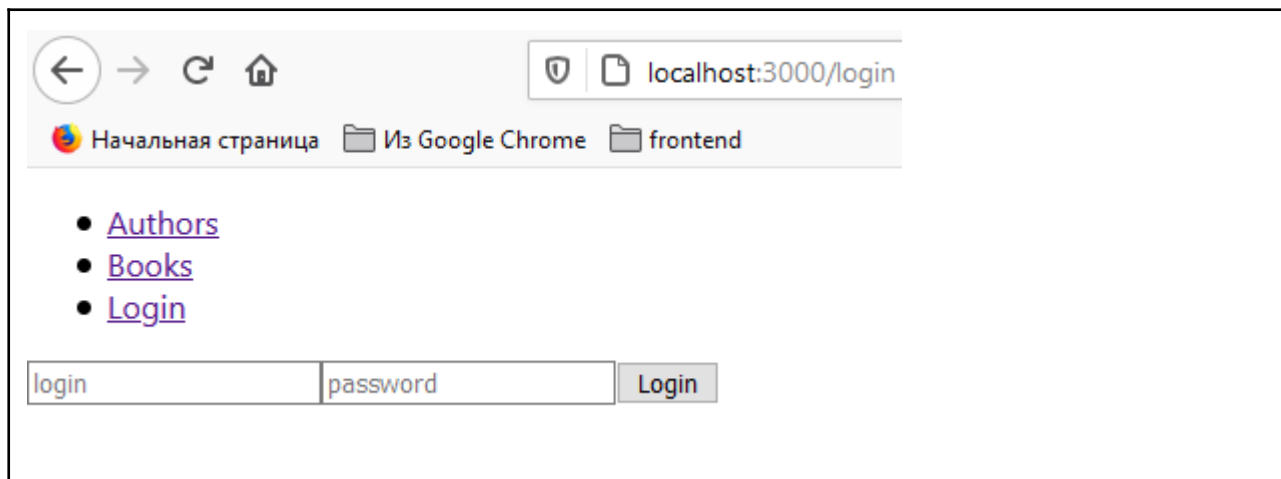 localhost:3000/login
Начальная страница Из Google Chrome frontend
Authors
Books
Login
login password Login